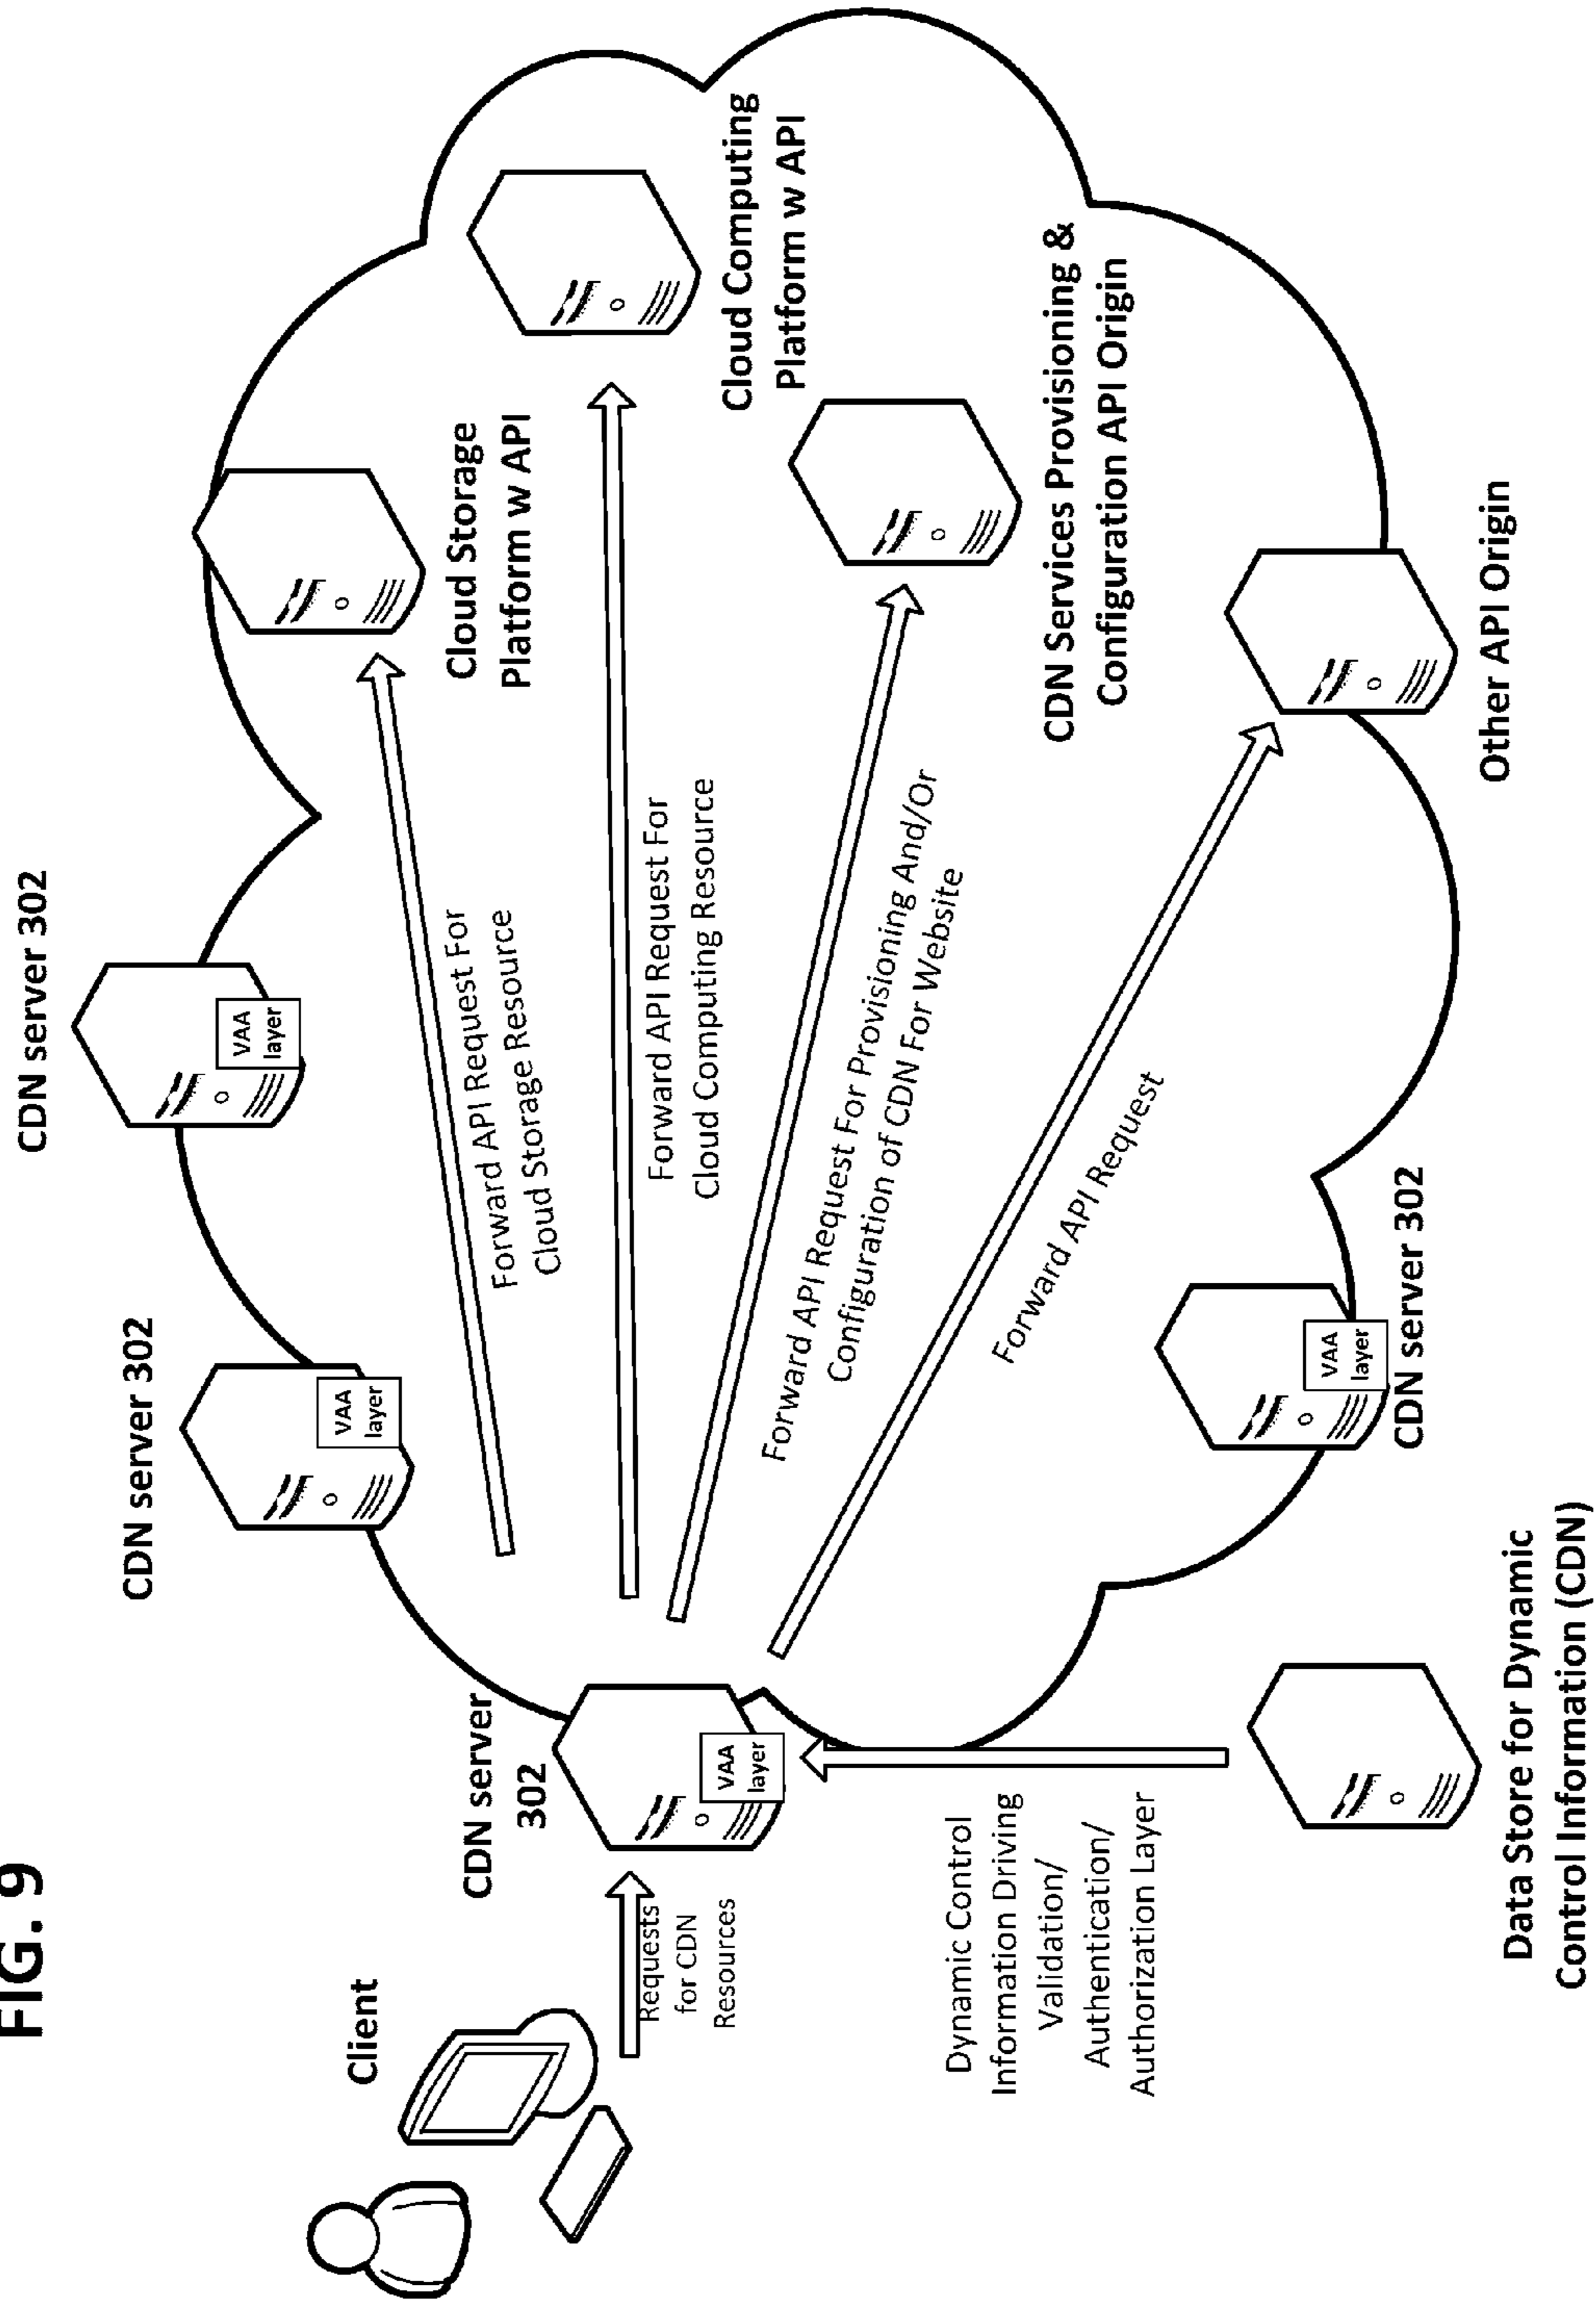 FIG. 9
CDN server 302
VAA
layer
CDN server 302
VAA
layer
Client
CDN server
302
VAA
layer
Requests
for CDN
Resources
Forward API Request For
Cloud Storage Resource
Cloud Storage
Platform w API
Forward API Request For
Cloud Computing Resource
Cloud Computing
Platform w API
Forward API Request For Provisioning And/Or
Configuration of CDN For Website
CDN Services Provisioning &
Configuration API Origin
Forward API Request
Other API Origin
Dynamic Control
Information Driving
Validation/
Authentication/
Authorization Layer
VAA
layer
CDN server 302
Data Store for Dynamic
Control Information (CDN)